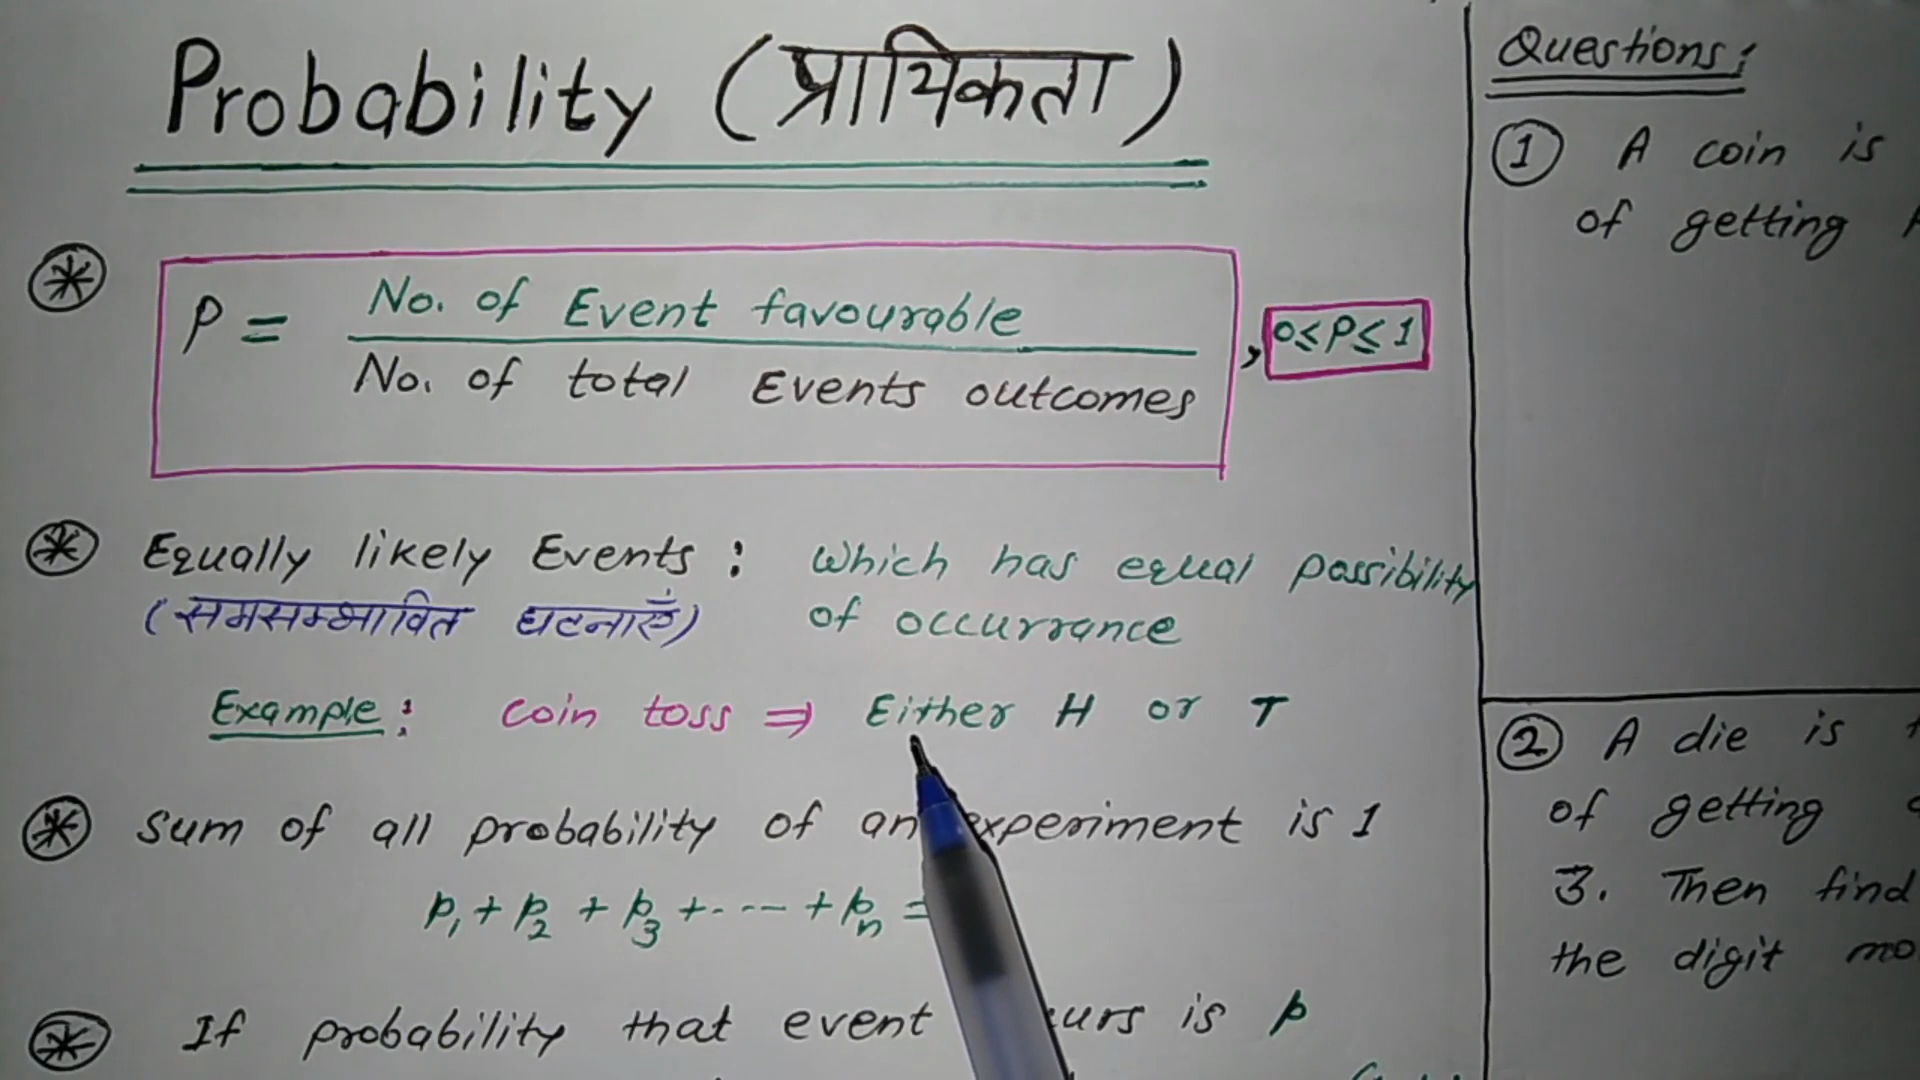 Probability (प्रायिकता)
P = No. of Event favourable
No. of total Events outcomes
, 0 ≤ P ≤ 1
Equally likely Events : Which has equal possibility
(समसम्भावित घटनाएँ) of occurrance
Example : coin toss ⇒ Either H or T
Sum of all probability of an experiment is 1
p₁ + p₂ + p₃ + ---- + pₙ =
If probability that event is p
Questions :
① A coin is
of getting
② A die is
of getting
3. Then find
the digit